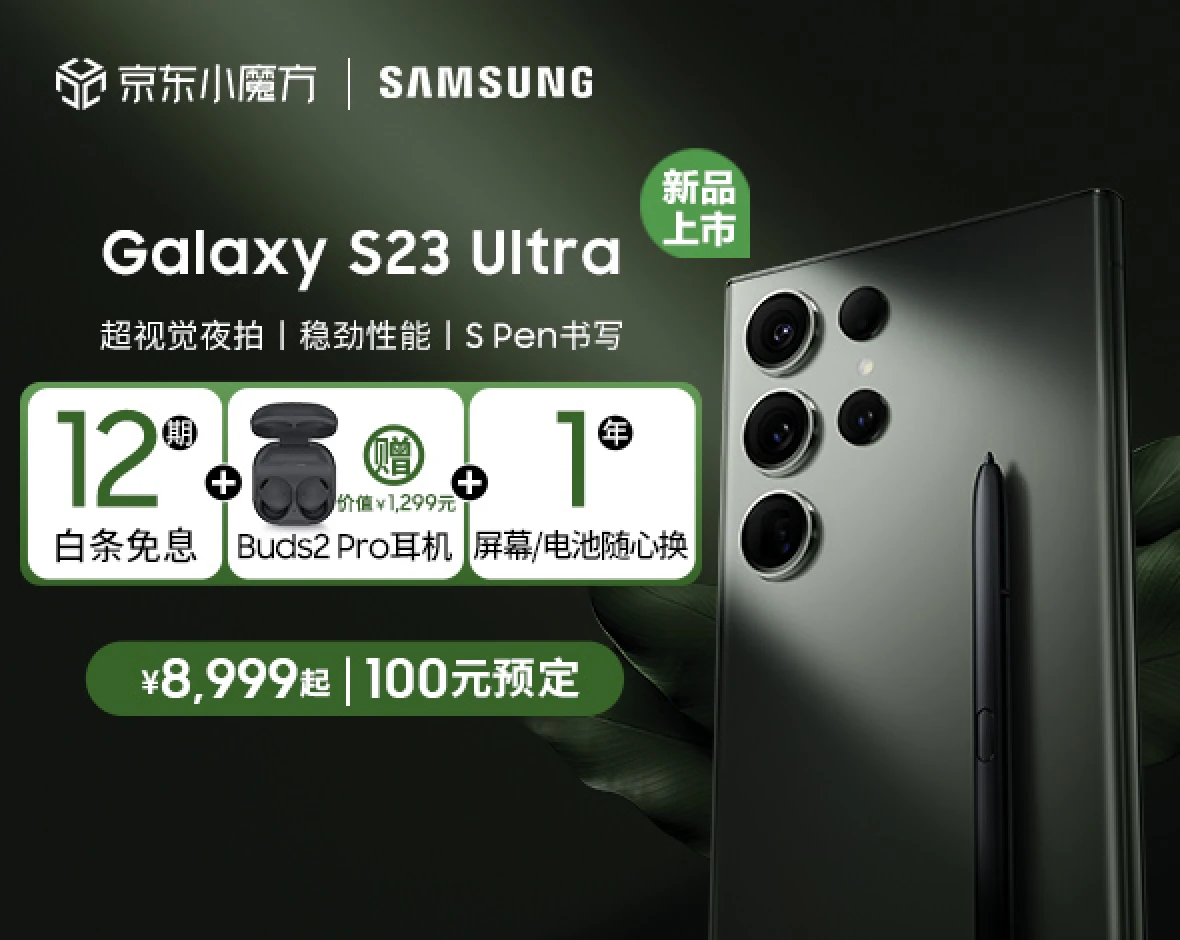 京东小魔方 | SAMSUNG
新品
上市
Galaxy S23 Ultra
超视觉夜拍 | 稳劲性能 | S Pen书写
12期
白条免息
+
赠
价值¥1,299元
Buds2 Pro耳机
+
1年
屏幕/电池随心换
¥8,999起 | 100元预定